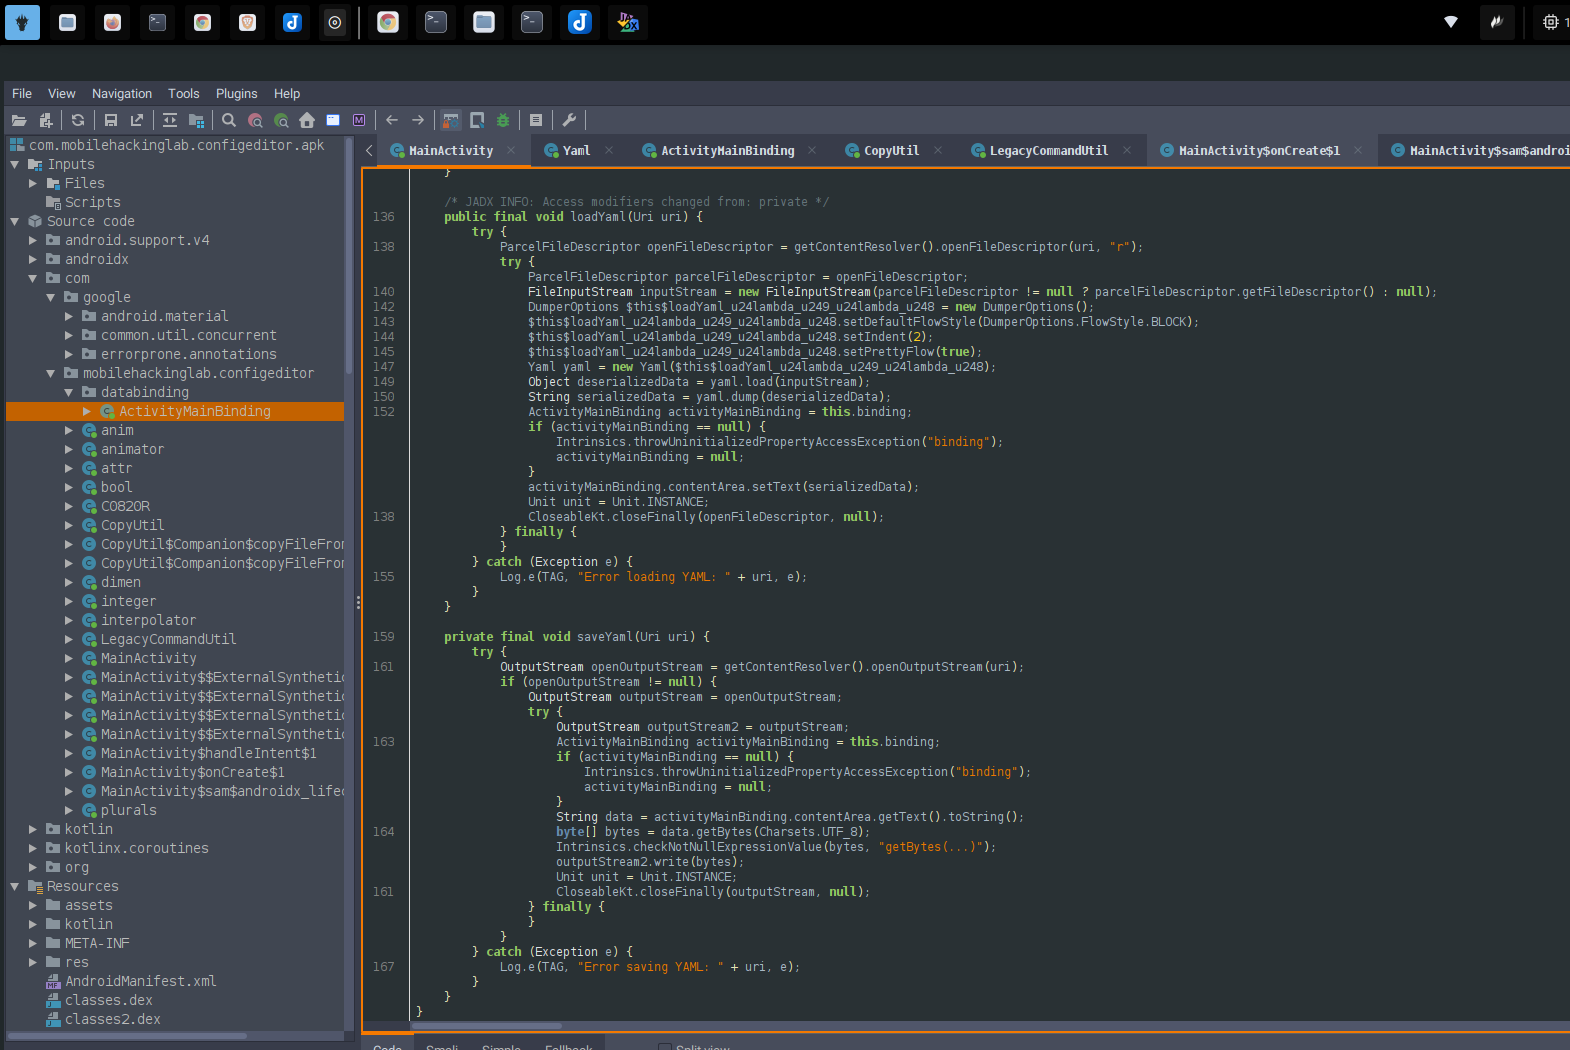 File View Navigation Tools Plugins Help
com.mobilehackinglab.configeditor.apk
Inputs
Files
Scripts
Source code
android.support.v4
androidx
com
google
android.material
common.util.concurrent
errorprone.annotations
mobilehackinglab.configeditor
databinding
ActivityMainBinding
anim
animator
attr
bool
C0820R
CopyUtil
CopyUtil$Companion$copyFileFro
CopyUtil$Companion$copyFileFro
dimen
integer
interpolator
LegacyCommandUtil
MainActivity
MainActivity$$ExternalSyntheti
MainActivity$$ExternalSyntheti
MainActivity$$ExternalSyntheti
MainActivity$$ExternalSyntheti
MainActivity$handleIntent$1
MainActivity$onCreate$1
MainActivity$sam$androidx_life
plurals
kotlin
kotlinx.coroutines
org
Resources
assets
kotlin
META-INF
res
AndroidManifest.xml
classes.dex
classes2.dex
MainActivity Yaml ActivityMainBinding CopyUtil LegacyCommandUtil MainActivity$onCreate$1 MainActivity$sam$androi
}
/* JADX INFO: Access modifiers changed from: private */
136 public final void loadYaml(Uri uri) {
try {
138 ParcelFileDescriptor openFileDescriptor = getContentResolver().openFileDescriptor(uri, "r");
try {
ParcelFileDescriptor parcelFileDescriptor = openFileDescriptor;
140 FileInputStream inputStream = new FileInputStream(parcelFileDescriptor != null ? parcelFileDescriptor.getFileDescriptor() : null);
142 DumperOptions $this$loadYaml_u24lambda_u249_u24lambda_u248 = new DumperOptions();
143 $this$loadYaml_u24lambda_u249_u24lambda_u248.setDefaultFlowStyle(DumperOptions.FlowStyle.BLOCK);
144 $this$loadYaml_u24lambda_u249_u24lambda_u248.setIndent(2);
145 $this$loadYaml_u24lambda_u249_u24lambda_u248.setPrettyFlow(true);
147 Yaml yaml = new Yaml($this$loadYaml_u24lambda_u249_u24lambda_u248);
149 Object deserializedData = yaml.load(inputStream);
150 String serializedData = yaml.dump(deserializedData);
152 ActivityMainBinding activityMainBinding = this.binding;
if (activityMainBinding == null) {
Intrinsics.throwUninitializedPropertyAccessException("binding");
activityMainBinding = null;
}
activityMainBinding.contentArea.setText(serializedData);
Unit unit = Unit.INSTANCE;
138 CloseableKt.closeFinally(openFileDescriptor, null);
} finally {
}
} catch (Exception e) {
155 Log.e(TAG, "Error loading YAML: " + uri, e);
}
}
159 private final void saveYaml(Uri uri) {
try {
161 OutputStream openOutputStream = getContentResolver().openOutputStream(uri);
if (openOutputStream != null) {
OutputStream outputStream = openOutputStream;
try {
OutputStream outputStream2 = outputStream;
163 ActivityMainBinding activityMainBinding = this.binding;
if (activityMainBinding == null) {
Intrinsics.throwUninitializedPropertyAccessException("binding");
activityMainBinding = null;
}
String data = activityMainBinding.contentArea.getText().toString();
164 byte[] bytes = data.getBytes(Charsets.UTF_8);
Intrinsics.checkNotNullExpressionValue(bytes, "getBytes(...)");
outputStream2.write(bytes);
Unit unit = Unit.INSTANCE;
161 CloseableKt.closeFinally(outputStream, null);
} finally {
}
}
} catch (Exception e) {
167 Log.e(TAG, "Error saving YAML: " + uri, e);
}
}
}
Code Smali Simple Fallback Split view